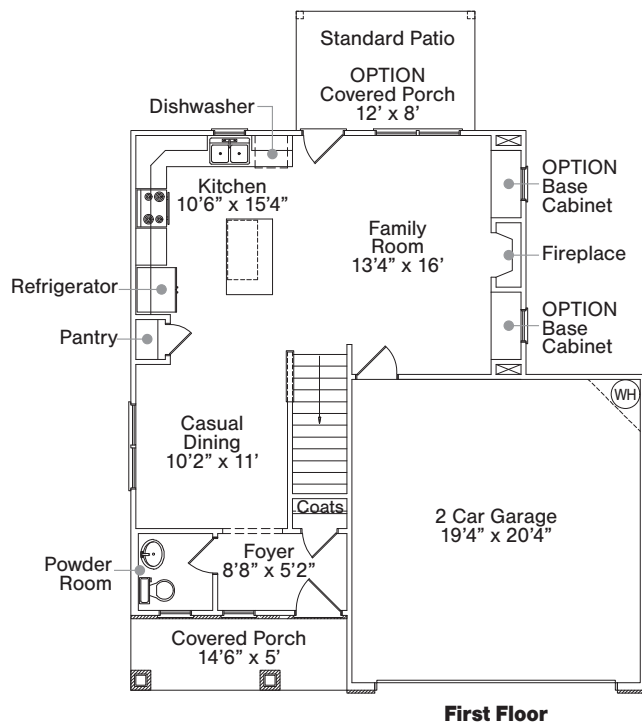 Standard Patio
OPTION
Covered Porch
12' x 8'
Dishwasher
Kitchen
10'6" x 15'4"
OPTION
Base
Cabinet
Family
Room
13'4" x 16'
Fireplace
Refrigerator
Pantry
OPTION
Base
Cabinet
WH
Casual
Dining
10'2" x 11'
Coats
2 Car Garage
19'4" x 20'4"
Foyer
8'8" x 5'2"
Powder
Room
Covered Porch
14'6" x 5'
First Floor